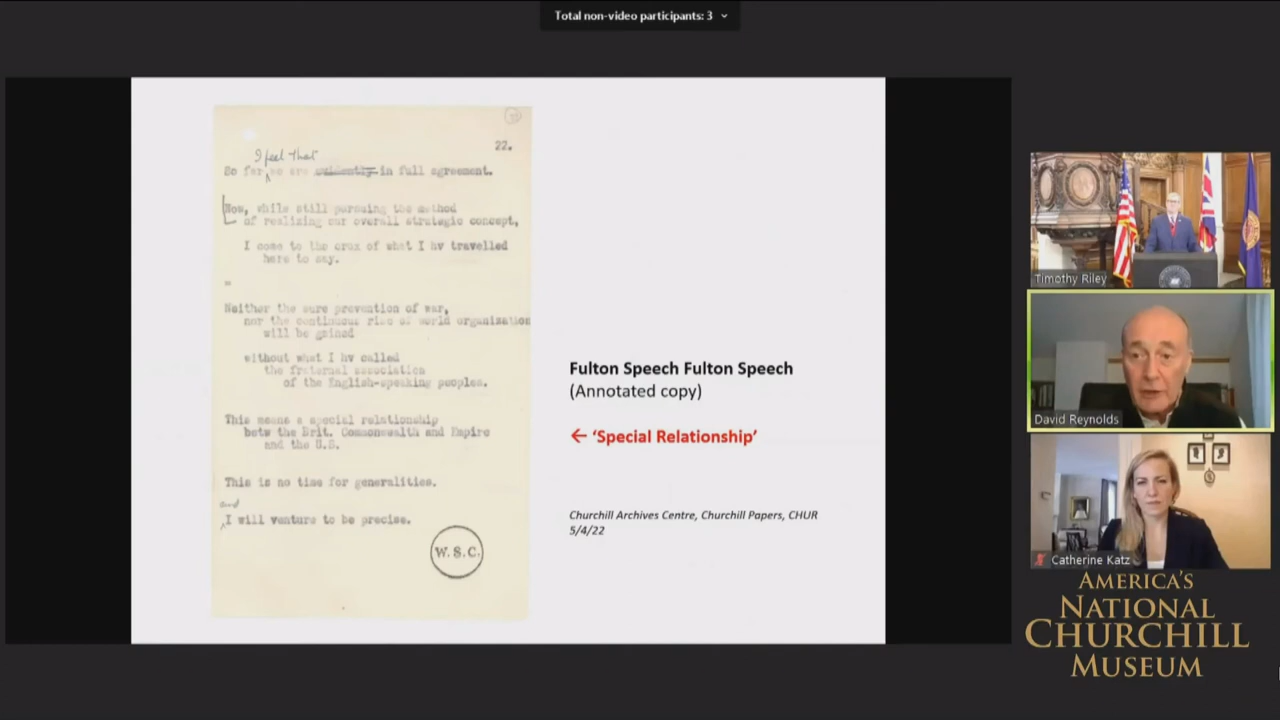 Total non-video participants: 3
22.
I feel that
So far we are evidently in full agreement.
Now, while still pursuing the method
of realizing our overall strategic concept,
I come to the crux of what I hv travelled
here to say.
Neither the sure prevention of war,
nor the continuous rise of world organization
will be gained
without what I hv called
the fraternal association
of the English-speaking peoples.
This means a special relationship
betw the Brit. Commonwealth and Empire
and the U.S.
This is no time for generalities.
and
I will venture to be precise.
W.S.C.
Fulton Speech Fulton Speech
(Annotated copy)
← ‘Special Relationship’
Churchill Archives Centre, Churchill Papers, CHUR
5/4/22
Timothy Riley
David Reynolds
Catherine Katz
AMERICA'S
NATIONAL
CHURCHILL
MUSEUM